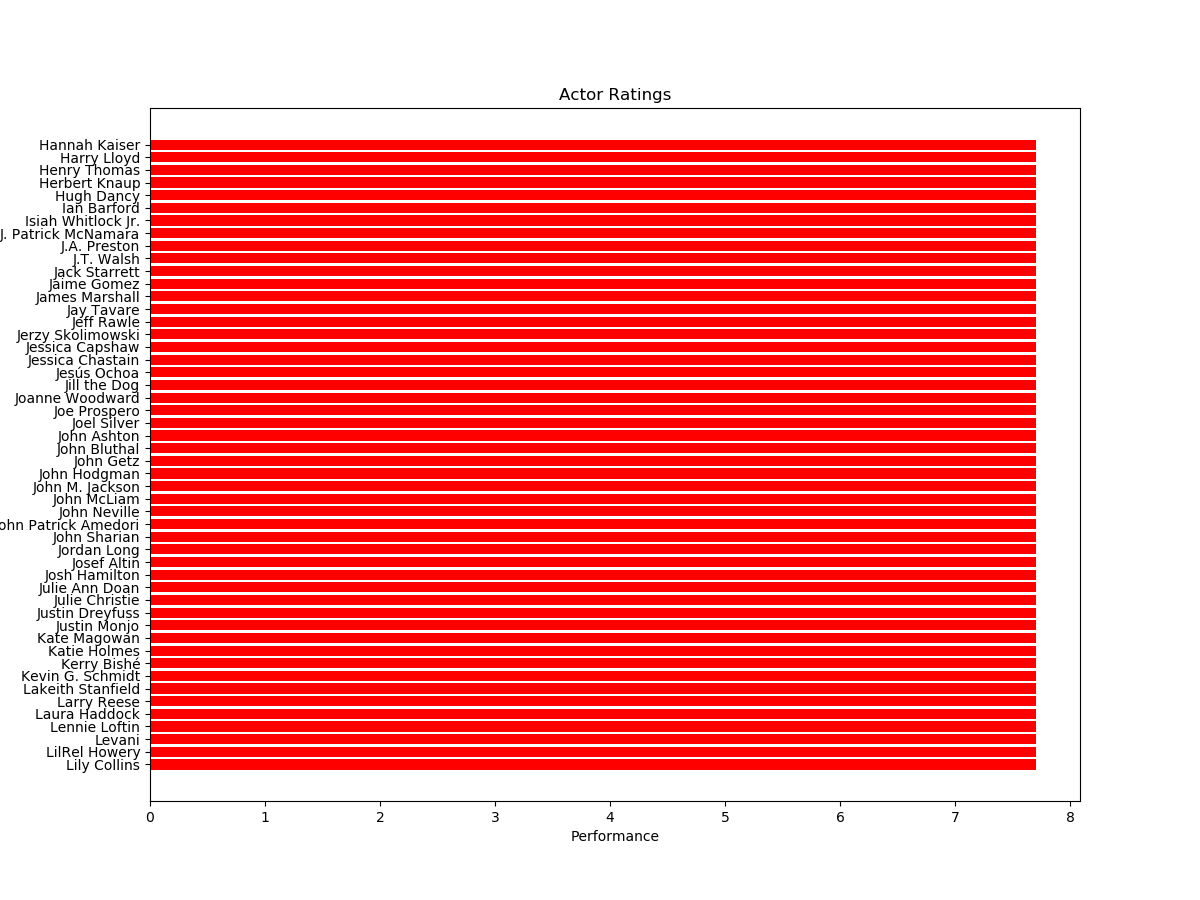 Actor Ratings
Hannah Kaiser
Harry Lloyd
Henry Thomas
Herbert Knaup
Hugh Dancy
Ian Barford
Isiah Whitlock Jr.
J. Patrick McNamara
J.A. Preston
J.T. Walsh
Jack Starrett
Jaime Gomez
James Marshall
Jay Tavare
Jeff Rawle
Jerzy Skolimowski
Jessica Capshaw
Jessica Chastain
Jesús Ochoa
Jill the Dog
Joanne Woodward
Joe Prospero
Joel Silver
John Ashton
John Bluthal
John Getz
John Hodgman
John M. Jackson
John McLiam
John Neville
ohn Patrick Amedori
John Sharian
Jordan Long
Josef Altin
Josh Hamilton
Julie Ann Doan
Julie Christie
Justin Dreyfuss
Justin Monjo
Kate Magowan
Katie Holmes
Kerry Bishé
Kevin G. Schmidt
Lakeith Stanfield
Larry Reese
Laura Haddock
Lennie Loftin
Levani
LilRel Howery
Lily Collins
0 1 2 3 4 5 6 7 8
Performance